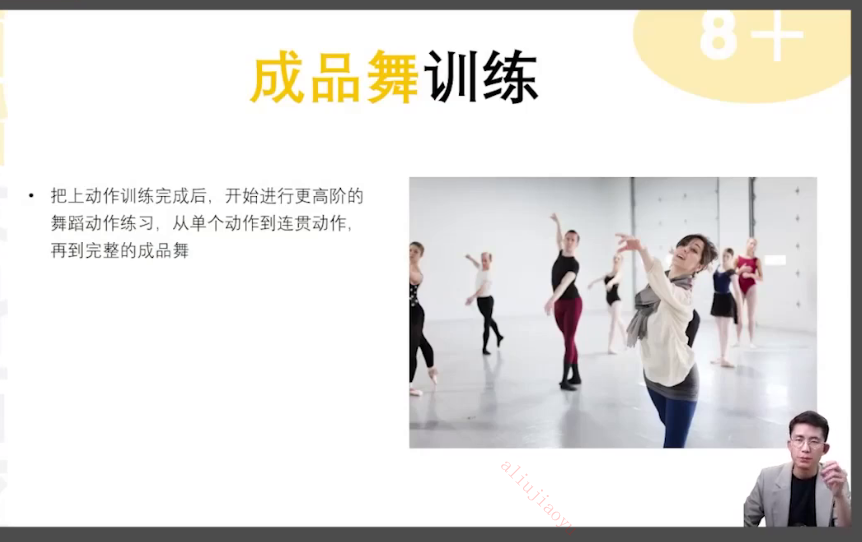 8+
成品舞训练
• 把上动作训练完成后，开始进行更高阶的
舞蹈动作练习，从单个动作到连贯动作，
再到完整的成品舞